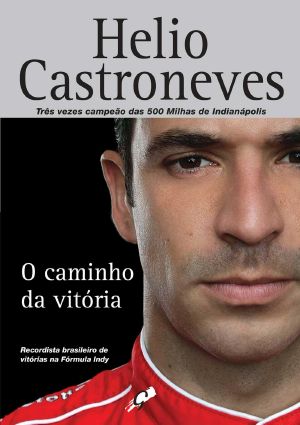 Helio
Castroneves
Três vezes campeão das 500 Milhas de Indianápolis
O caminho
da vitória
Recordista brasileiro de
vitórias na Fórmula Indy